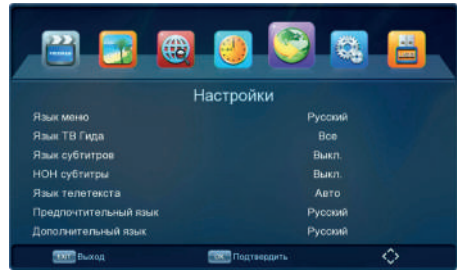 Настройки
Язык меню Русский
Язык ТВ Гида Все
Язык субтитров Выкл.
НОН субтитры Выкл.
Язык телетекста Авто
Предпочтительный язык Русский
Дополнительный язык Русский
EXIT Выход OK Подтвердить